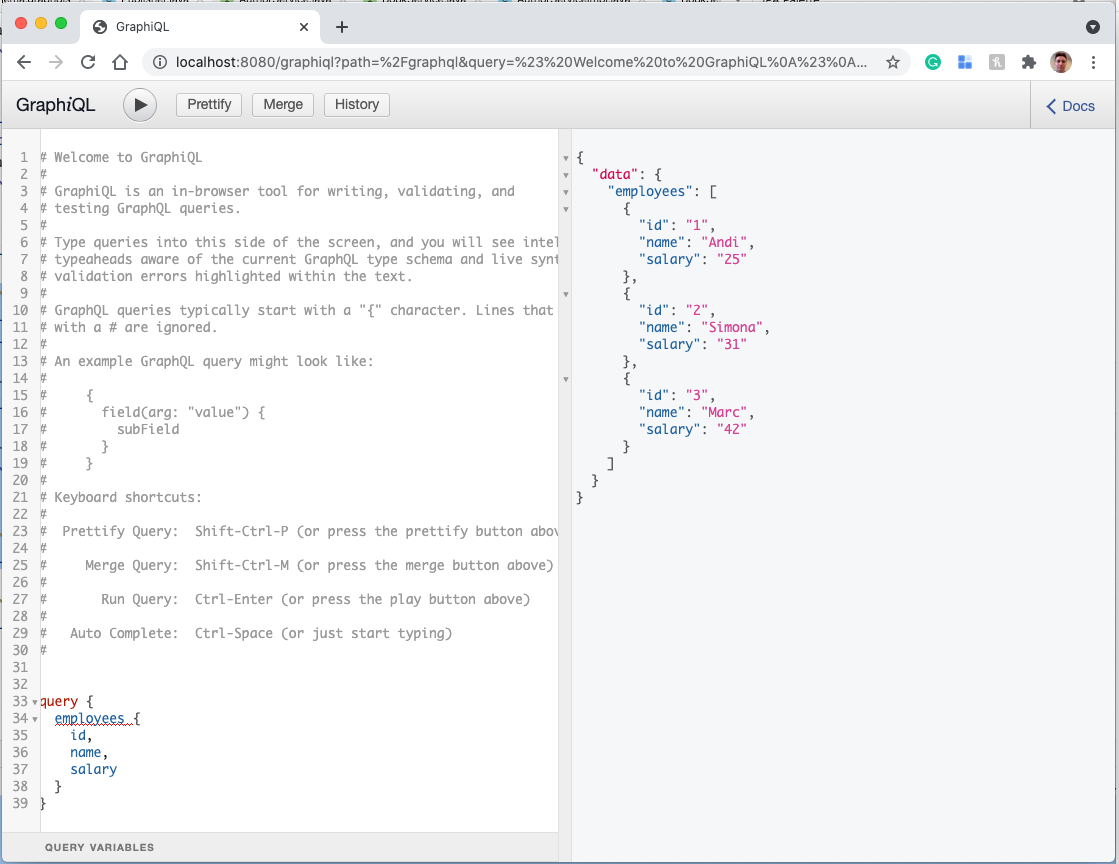 GraphiQL
localhost:8080/graphiql?path=%2Fgraphql&query=%23%20Welcome%20to%20GraphiQL%0A%23%0A...
GraphiQL
Prettify
Merge
History
Docs
1 # Welcome to GraphiQL
2 #
3 # GraphiQL is an in-browser tool for writing, validating, and
4 # testing GraphQL queries.
5 #
6 # Type queries into this side of the screen, and you will see intel
7 # typeaheads aware of the current GraphQL type schema and live synt
8 # validation errors highlighted within the text.
9 #
10 # GraphQL queries typically start with a "{" character. Lines that
11 # with a # are ignored.
12 #
13 # An example GraphQL query might look like:
14 #
15 #     {
16 #       field(arg: "value") {
17 #         subField
18 #       }
19 #     }
20 #
21 # Keyboard shortcuts:
22 #
23 #  Prettify Query:  Shift-Ctrl-P (or press the prettify button abov
24 #
25 #     Merge Query:  Shift-Ctrl-M (or press the merge button above)
26 #
27 #       Run Query:  Ctrl-Enter (or press the play button above)
28 #
29 #   Auto Complete:  Ctrl-Space (or just start typing)
30 #
31
32
33 query {
34   employees {
35     id,
36     name,
37     salary
38   }
39 }
QUERY VARIABLES
{
  "data": {
    "employees": [
      {
        "id": "1",
        "name": "Andi",
        "salary": "25"
      },
      {
        "id": "2",
        "name": "Simona",
        "salary": "31"
      },
      {
        "id": "3",
        "name": "Marc",
        "salary": "42"
      }
    ]
  }
}